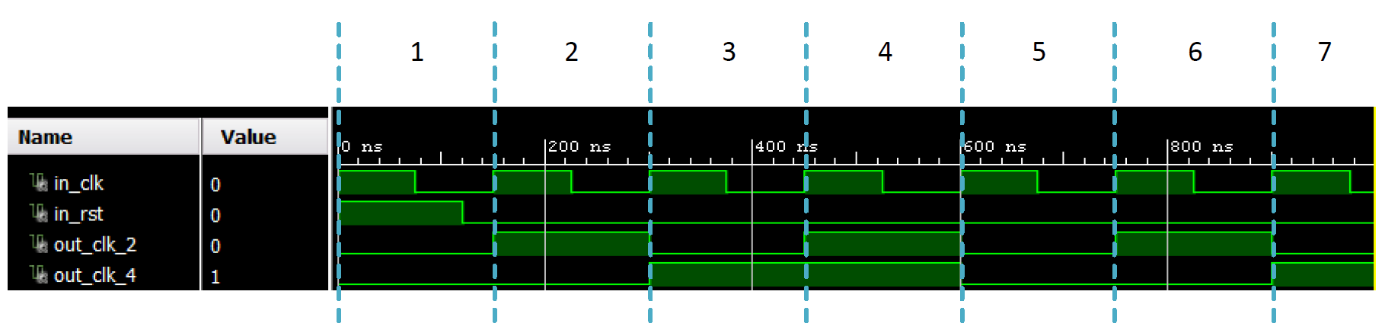 1 2 3 4 5 6 7
Name Value
0 ns 200 ns 400 ns 600 ns 800 ns
in_clk 0
in_rst 0
out_clk_2 0
out_clk_4 1